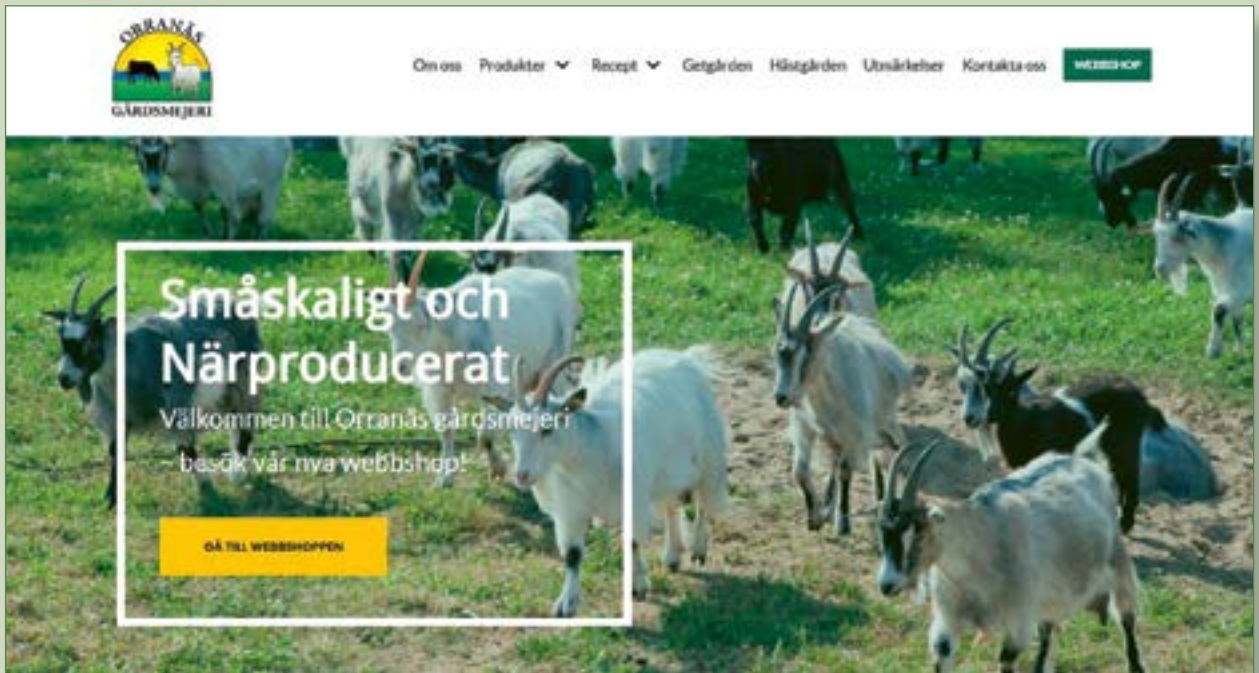 ORRANÄS
GÅRDSMEJERI
Om oss Produkter Recept Getgården Hästgården Utmärkelser Kontakta oss WEBBSHOP
Småskaligt och
Närproducerat
Välkommen till Orranäs gårdsmejeri
– besök vår nya webbshop!
GÅ TILL WEBBSHOPPEN